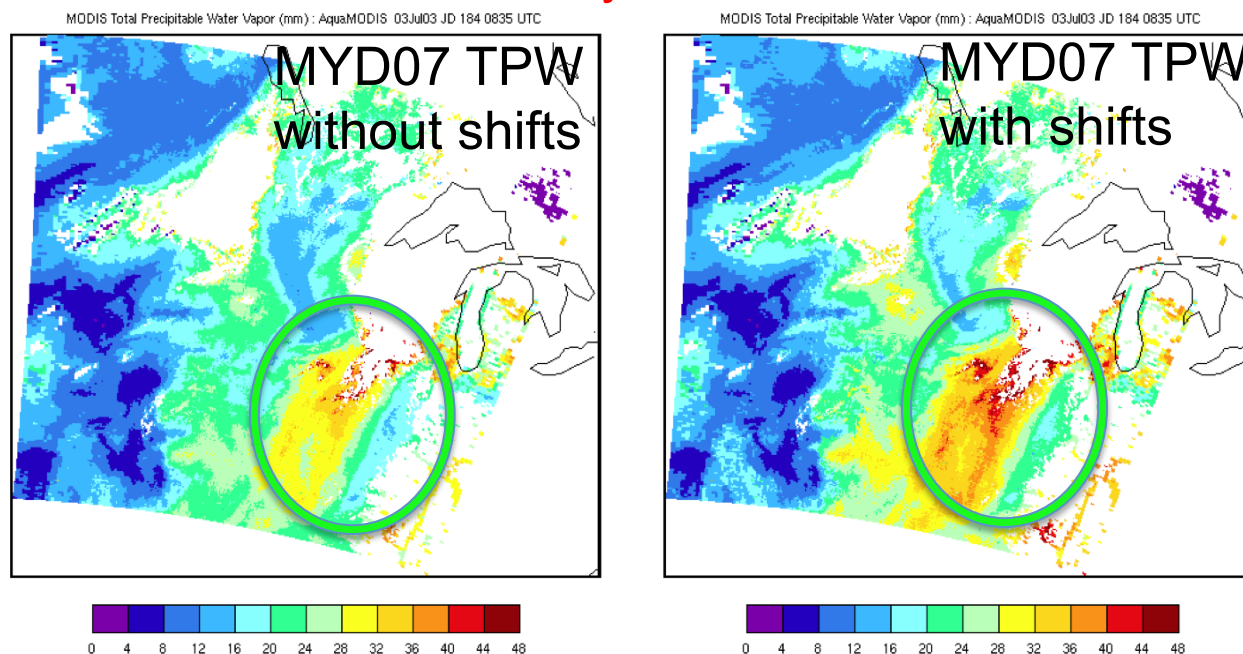 MODIS Total Precipitable Water Vapor (mm) : AquaMODIS 03Jul03 JD 184 0835 UTC
MYD07 TPW
without shifts
0 4 8 12 16 20 24 26 28 32 36 40 44 48
MODIS Total Precipitable Water Vapor (mm) : AquaMODIS 03Jul03 JD 184 0835 UTC
MYD07 TPW
with shifts
0 4 8 12 16 20 24 26 28 32 36 40 44 48